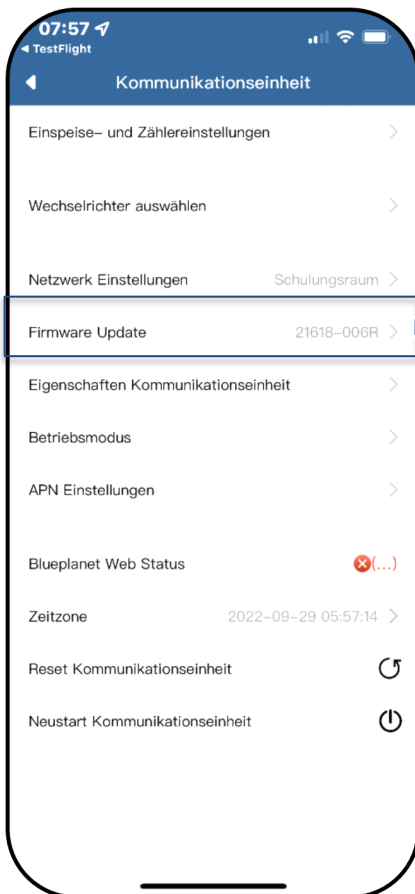 07:57
TestFlight
Kommunikationseinheit
Einspeise- und Zählereinstellungen
Wechselrichter auswählen
Netzwerk Einstellungen Schulungsraum
Firmware Update 21618-006R
Eigenschaften Kommunikationseinheit
Betriebsmodus
APN Einstellungen
Blueplanet Web Status (...)
Zeitzone 2022-09-29 05:57:14
Reset Kommunikationseinheit
Neustart Kommunikationseinheit